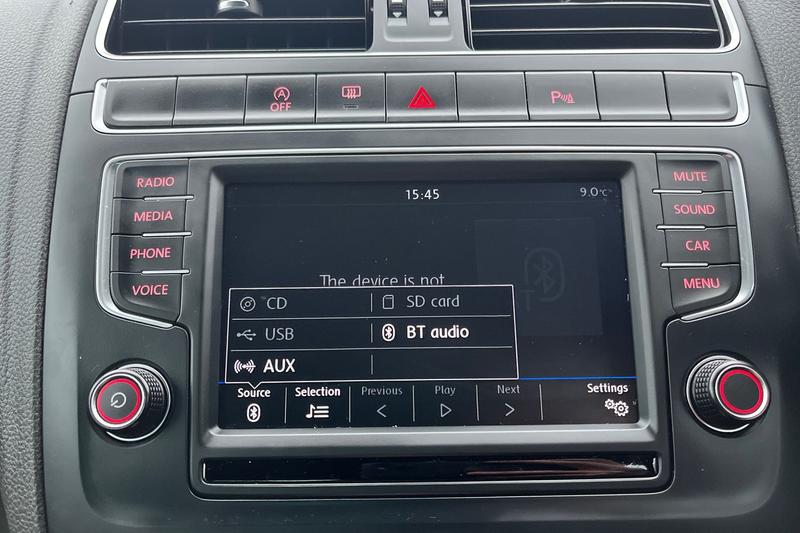 OFF
P
RADIO
MEDIA
PHONE
VOICE
15:45
9.0°C
The device is not
CD
SD card
USB
BT audio
AUX
Source
Selection
Previous
Play
Next
Settings
MUTE
SOUND
CAR
MENU